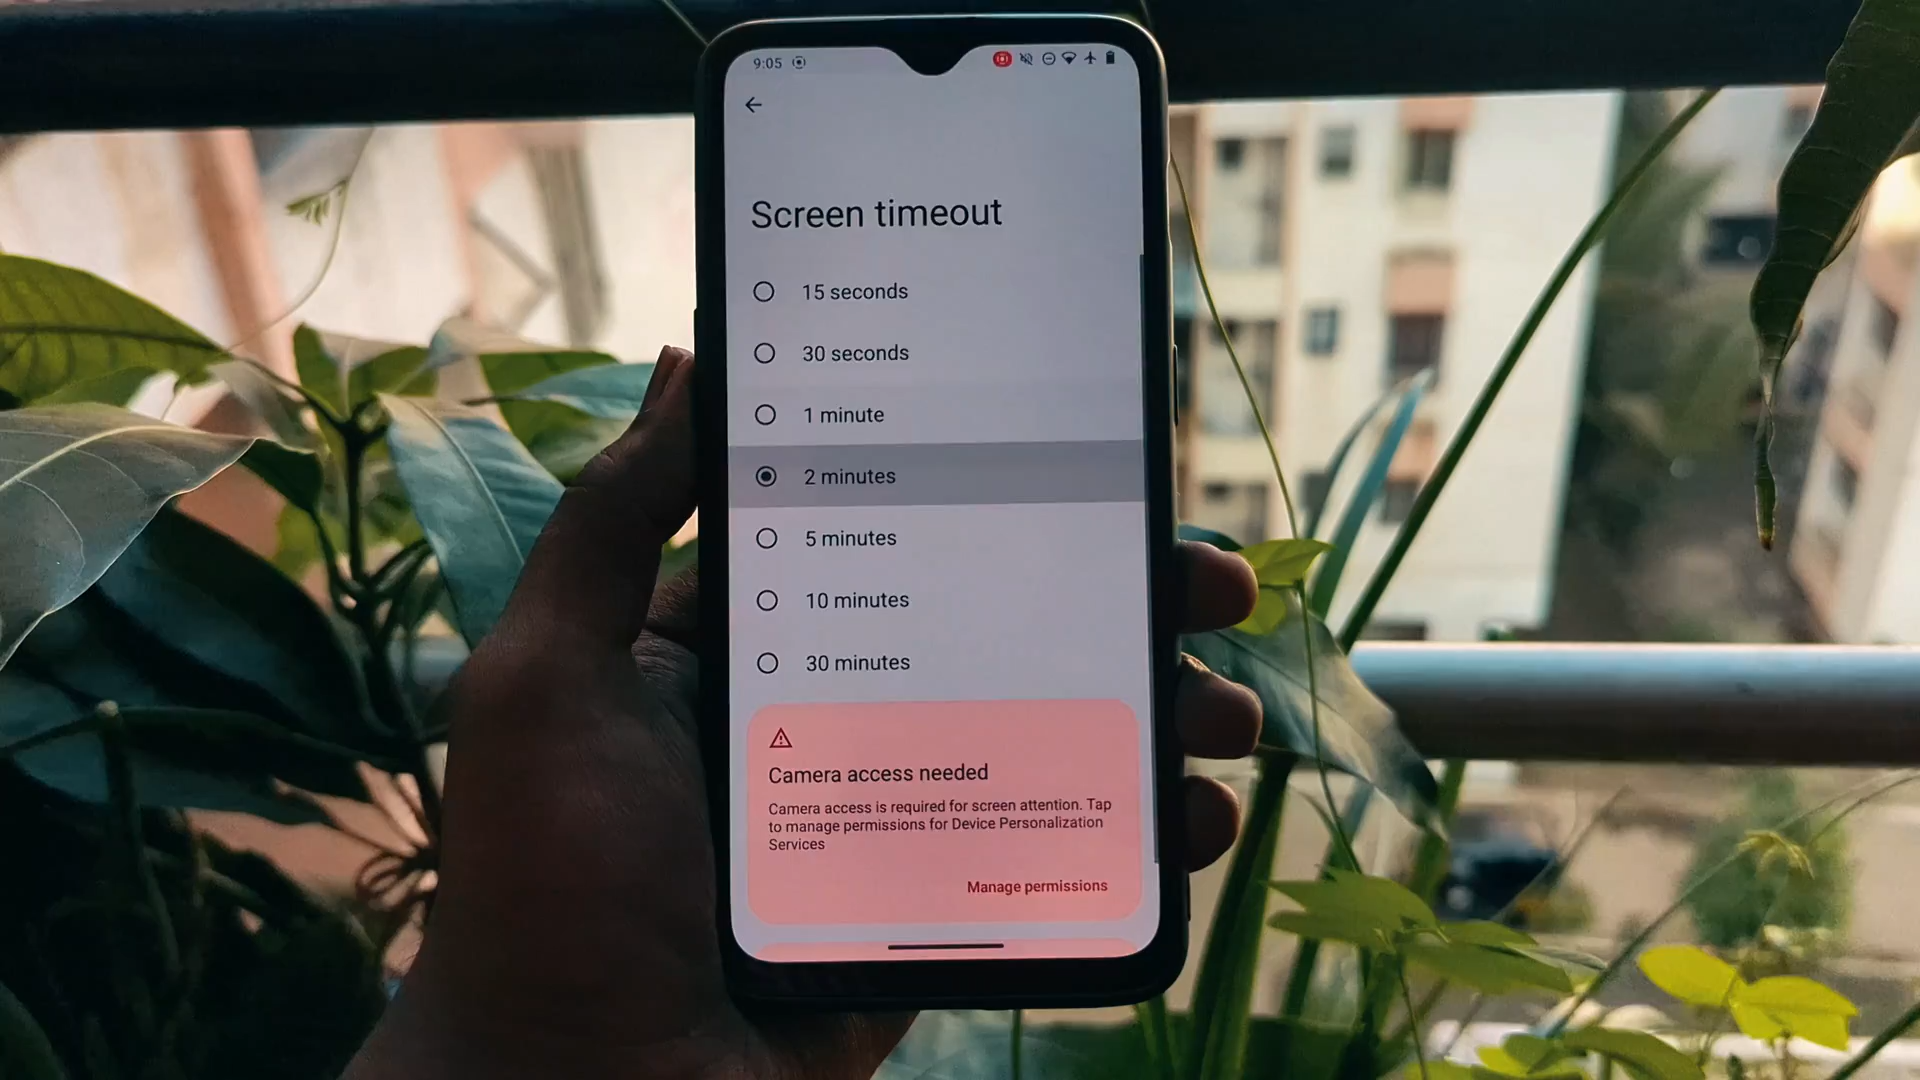 9:05
Screen timeout
15 seconds
30 seconds
1 minute
2 minutes
5 minutes
10 minutes
30 minutes
Camera access needed
Camera access is required for screen attention. Tap
to manage permissions for Device Personalization
Services
Manage permissions